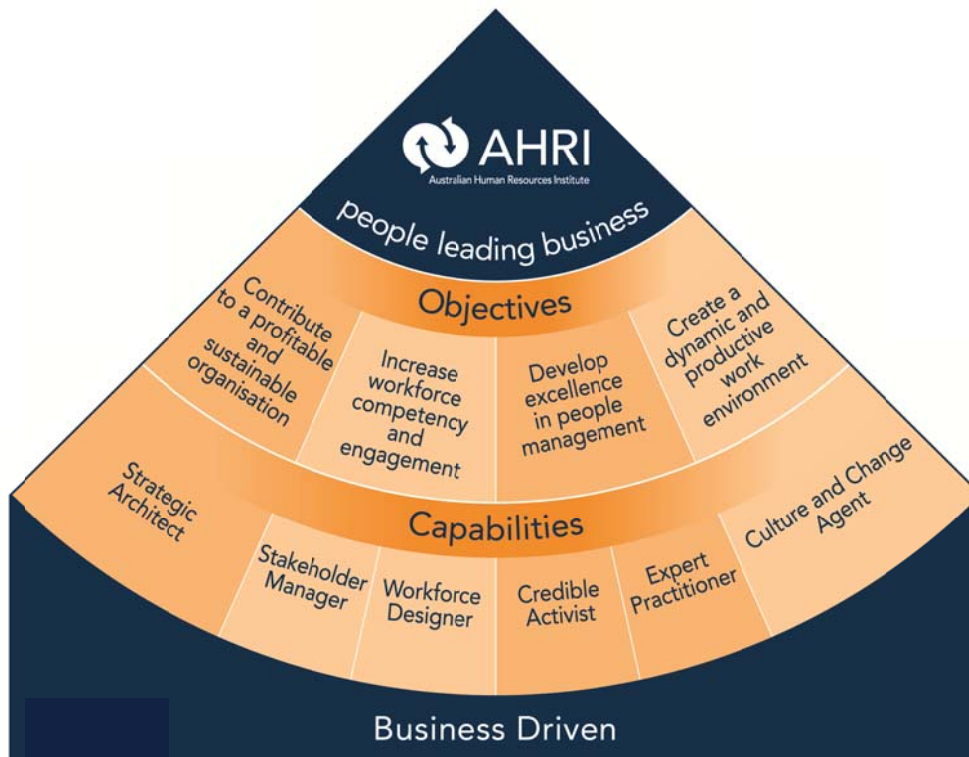 AHRI
Australian Human Resources Institute
people leading business
Objectives
Contribute
to a profitable
and
sustainable
organisation
Increase
workforce
competency
and
engagement
Develop
excellence
in people
management
Create a
dynamic and
productive
work
environment
Capabilities
Strategic
Architect
Stakeholder
Manager
Workforce
Designer
Credible
Activist
Expert
Practitioner
Culture and Change
Agent
Business Driven